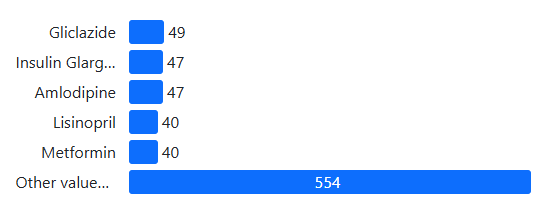 Gliclazide 49
Insulin Glarg... 47
Amlodipine 47
Lisinopril 40
Metformin 40
Other value... 554